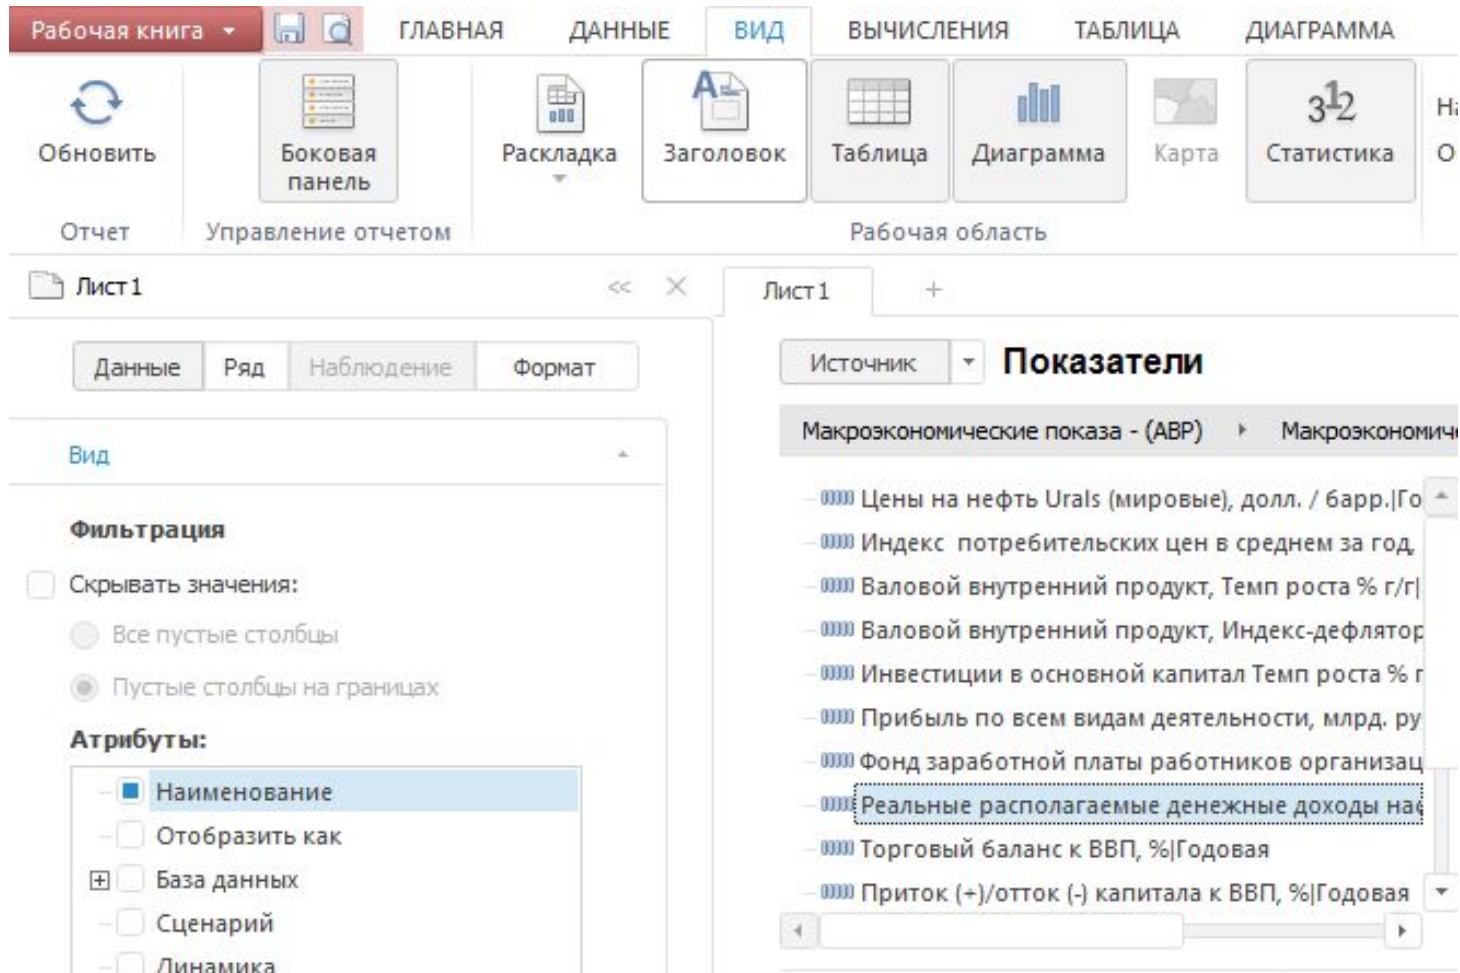 Рабочая книга
ГЛАВНАЯ
ДАННЫЕ
ВИД
ВЫЧИСЛЕНИЯ
ТАБЛИЦА
ДИАГРАММА
Обновить
Боковая
панель
Раскладка
Заголовок
Таблица
Диаграмма
Карта
Статистика
Отчет
Управление отчетом
Рабочая область
Лист1
Лист1
Данные
Ряд
Наблюдение
Формат
Вид
Фильтрация
Скрывать значения:
Все пустые столбцы
Пустые столбцы на границах
Атрибуты:
Наименование
Отобразить как
База данных
Сценарий
Динамика
Источник
Показатели
Макроэкономические показа - (АВР)
Цены на нефть Urals (мировые), долл. / барр.|
Индекс потребительских цен в среднем за год,
Валовой внутренний продукт, Темп роста % г/г|
Валовой внутренний продукт, Индекс-дефлятор
Инвестиции в основной капитал Темп роста %
Прибыль по всем видам деятельности, млрд.
Фонд заработной платы работников
Реальные располагаемые денежные доходы
Торговый баланс к ВВП, %|Годовая
Приток (+)/отток (-) капитала к ВВП, %|Годовая